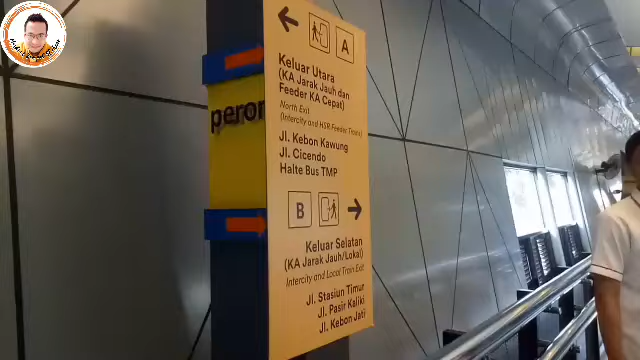 peron
A
Keluar Utara
(KA Jarak Jauh dan
Feeder KA Cepat)
North Exit
(Intercity and HSR Feeder Trains)
Jl. Kebon Kawung
Jl. Cicendo
Halte Bus TMP
B
Keluar Selatan
(KA Jarak Jauh/Lokal)
Intercity and Local Train Exit
Jl. Stasiun Timur
Jl. Pasir Kaliki
Jl. Kebon Jati